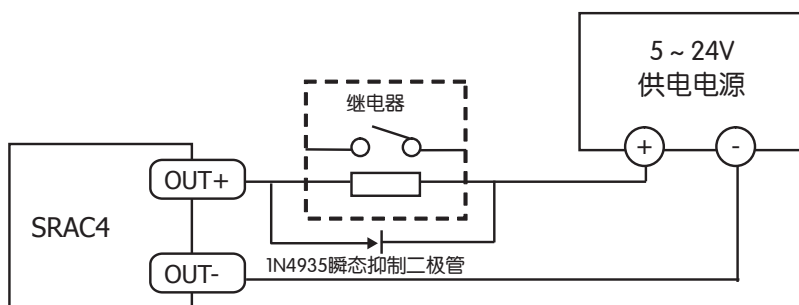 5 ~ 24V
供电电源
继电器
+
-
OUT+
SRAC4
1N4935瞬态抑制二极管
OUT-